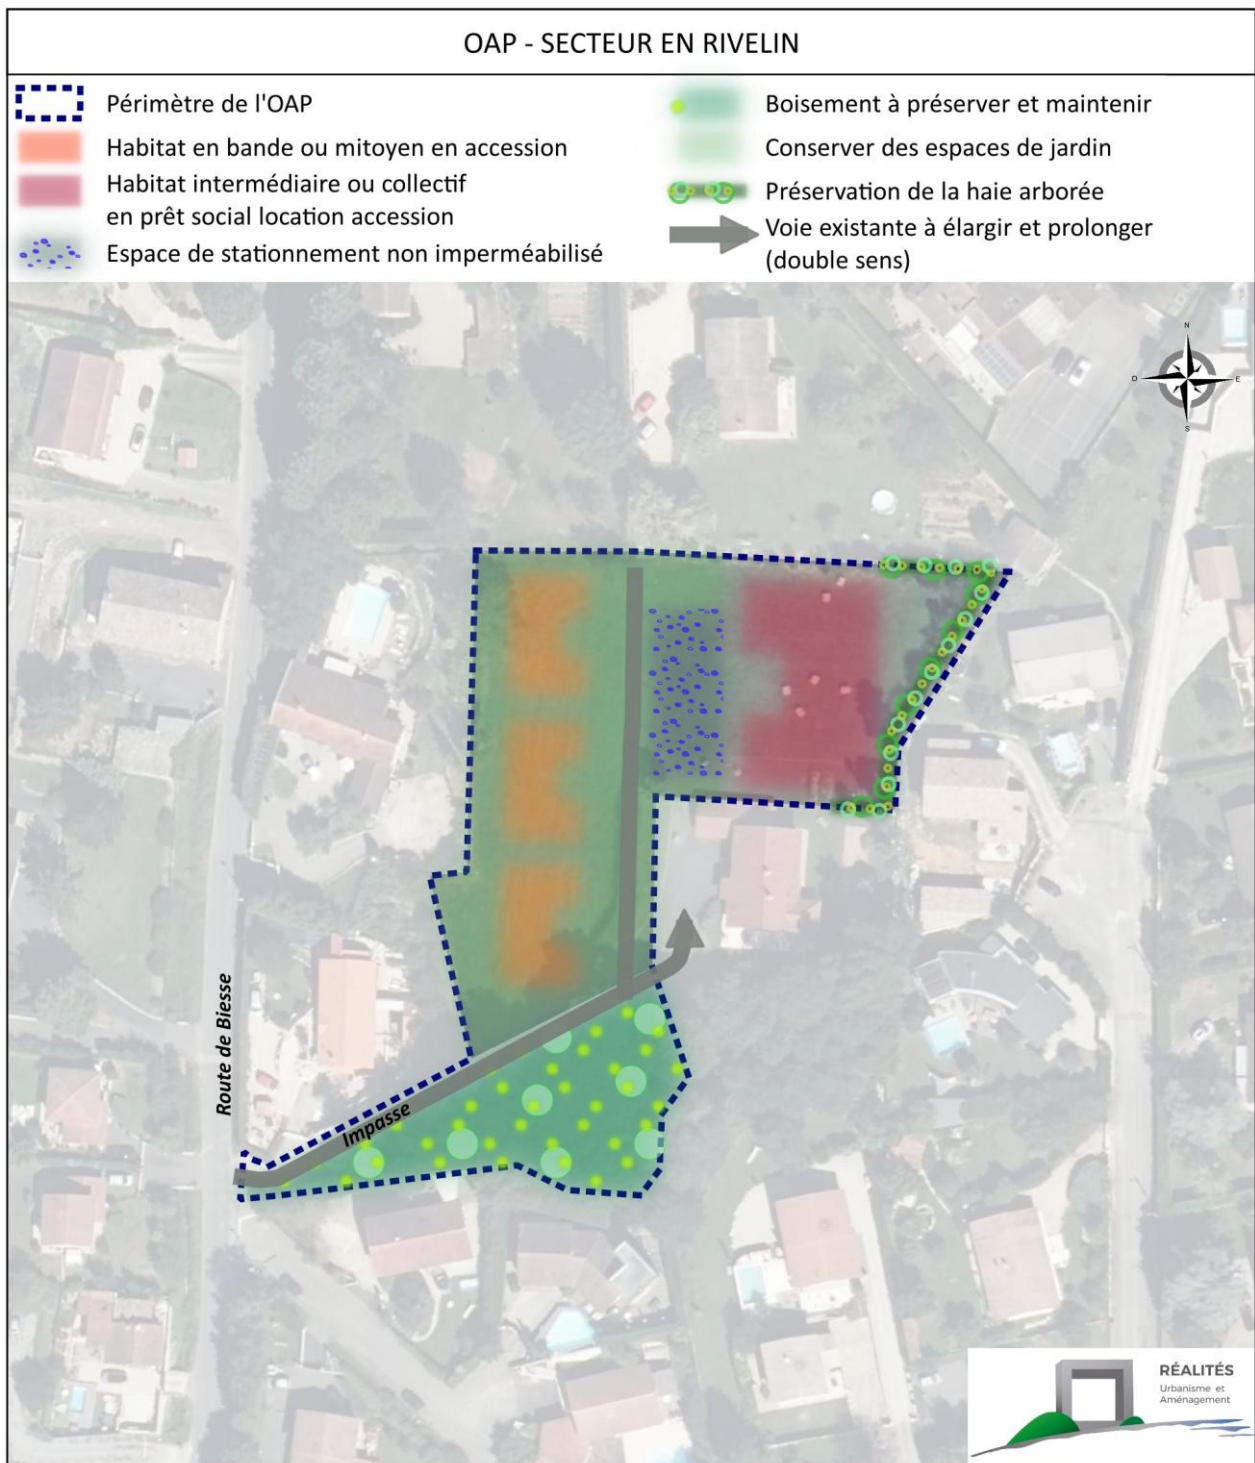 OAP - SECTEUR EN RIVELIN
Périmètre de l'OAP
Habitat en bande ou mitoyen en accession
Habitat intermédiaire ou collectif
en prêt social location accession
Espace de stationnement non imperméabilisé
Boisement à préserver et maintenir
Conserver des espaces de jardin
Préservation de la haie arborée
Voie existante à élargir et prolonger
(double sens)
N
O
E
S
Route de Biesse
Impasse
RÉALITÉS
Urbanisme et
Aménagement